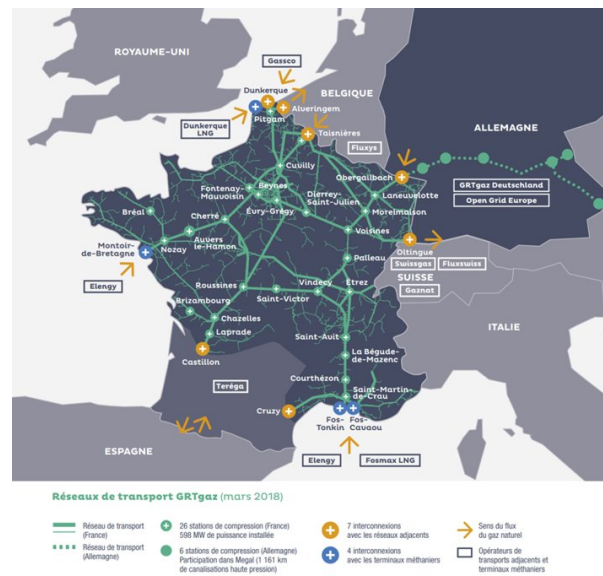 ROYAUME-UNI
Gassco
Dunkerque
BELGIQUE
Alveringem
Pitgam
Dunkerque
LNG
Taisnières
ALLEMAGNE
Fluxys
Cuvilly
Obergailbach
GRTgaz Deutschland
Open Grid Europe
Fontenay-
Mauvoisin
Beynes
Dierrey-
Saint-Julien
Laneuvelotte
Morelmaison
Évry-Grégy
Bréal
Cherré
Auvers
le-Hamon
Voisines
Oltingue
Montoir-
de-Bretagne
Nozay
Suissgas
Fluxsuiss
Palleau
SUISSE
Gaznat
Elengy
Roussines
Vindecy
Étrez
Saint-Victor
ITALIE
Brizambourg
Chazelles
Laprade
Saint-Avit
Castillon
La Bégude-
de-Mazenc
Teréga
Courthézon
Saint-Martin-
de-Crau
Cruzy
Fos-
Tonkin
Fos-
Cavaou
ESPAGNE
Elengy
Fosmax LNG
Réseaux de transport GRTgaz (mars 2018)
Réseau de transport
(France)
Réseau de transport
(Allemagne)
26 stations de compression (France)
598 MW de puissance installée
6 stations de compression (Allemagne)
Participation dans Megal (1 161 km
de canalisations haute pression)
7 interconnexions
avec les réseaux adjacents
4 interconnexions
avec les terminaux méthaniers
Sens du flux
du gaz naturel
Opérateurs de
transports adjacents et
terminaux méthaniers